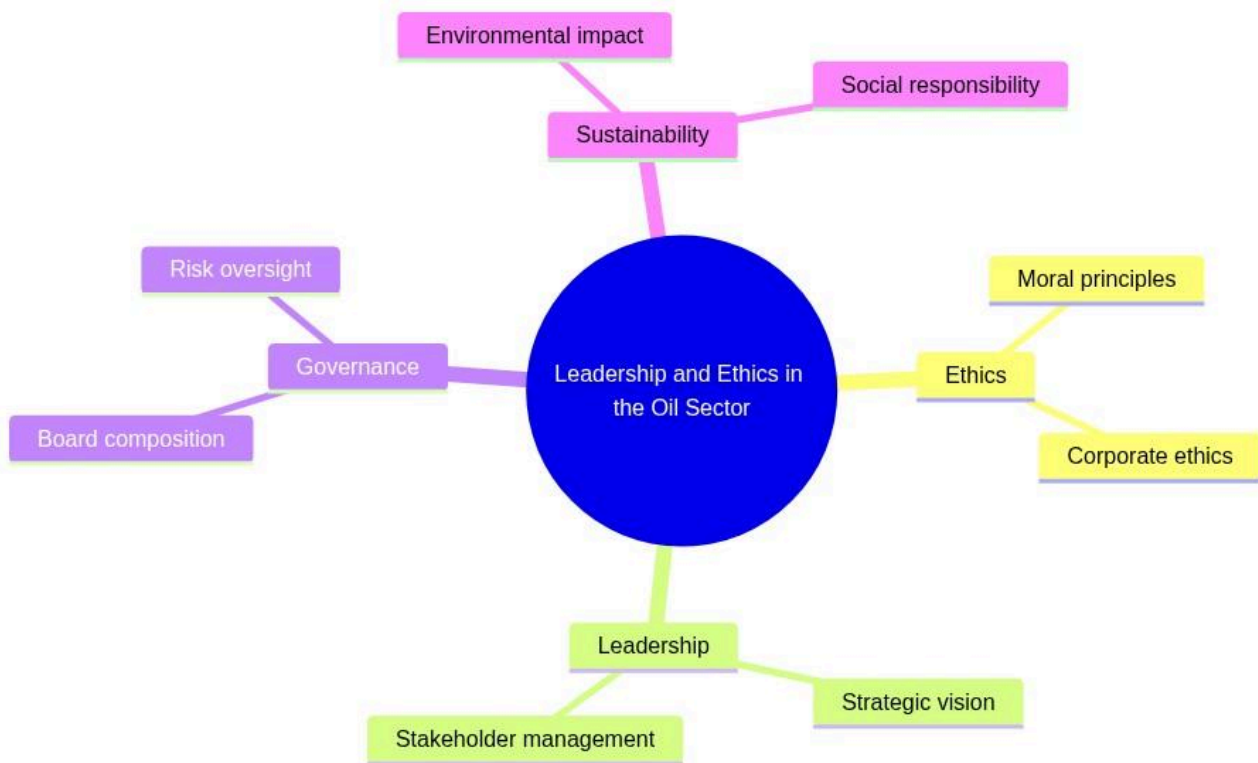 Environmental impact
Social responsibility
Sustainability
Risk oversight
Moral principles
Governance
Leadership and Ethics in
the Oil Sector
Ethics
Board composition
Corporate ethics
Leadership
Strategic vision
Stakeholder management